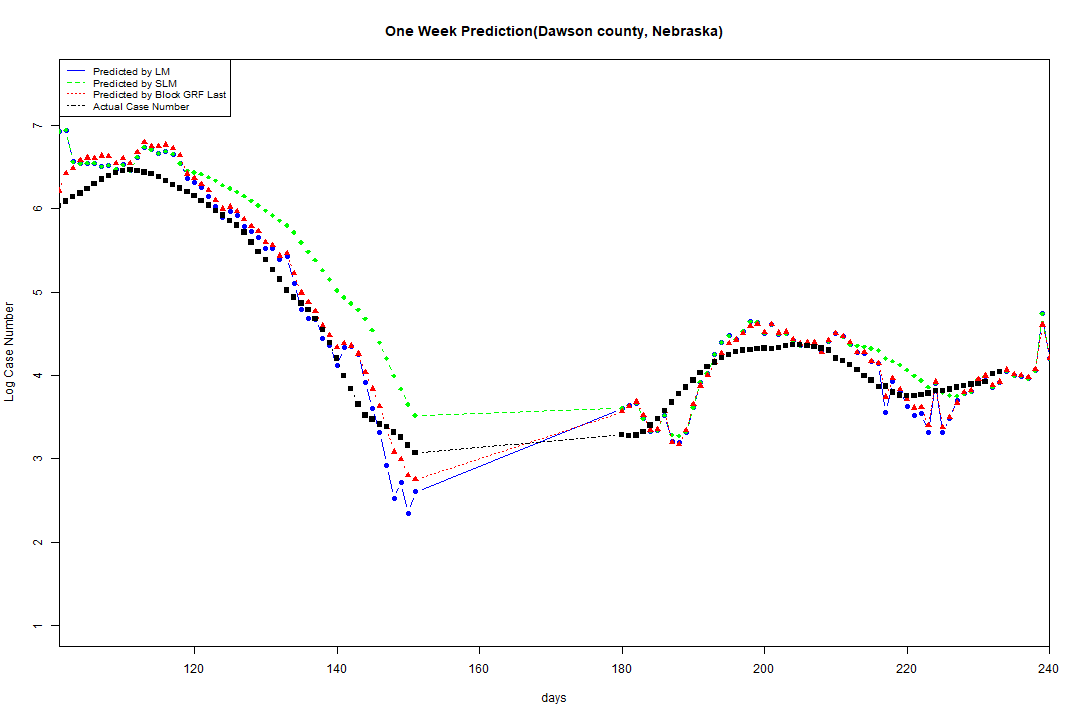 One Week Prediction(Dawson county, Nebraska)
Predicted by LM
Predicted by SLM
Predicted by Block GRF Last
Actual Case Number
Log Case Number
7
6
5
4
3
2
1
120 140 160 180 200 220 240
days